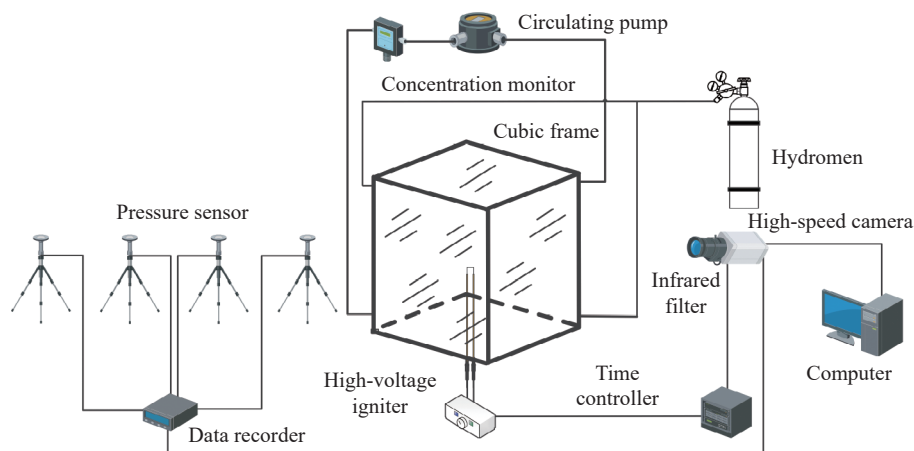 Circulating pump
Concentration monitor
Cubic frame
Hydromen
Pressure sensor
High-speed camera
Infrared
filter
High-voltage
igniter
Time
controller
Computer
Data recorder